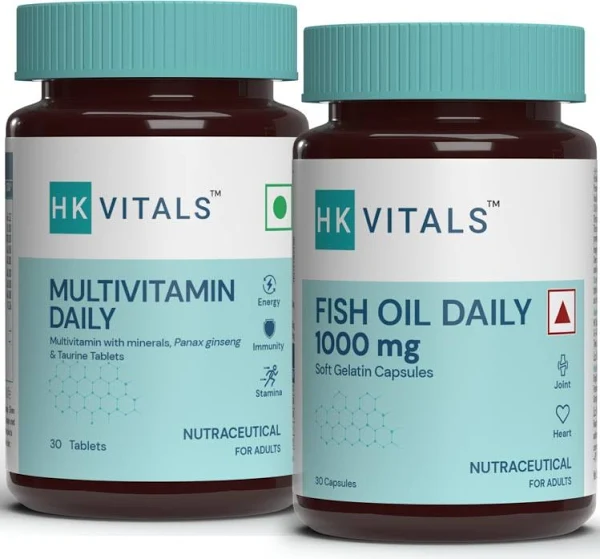 HK VITALS™
MULTIVITAMIN
DAILY
Multivitamin with minerals, Panax ginseng
& Taurine Tablets
Energy
Immunity
Stamina
30 Tablets
NUTRACEUTICAL
FOR ADULTS
HK VITALS™
FISH OIL DAILY
1000 mg
Soft Gelatin Capsules
Joint
Heart
30 Capsules
NUTRACEUTICAL
FOR ADULTS